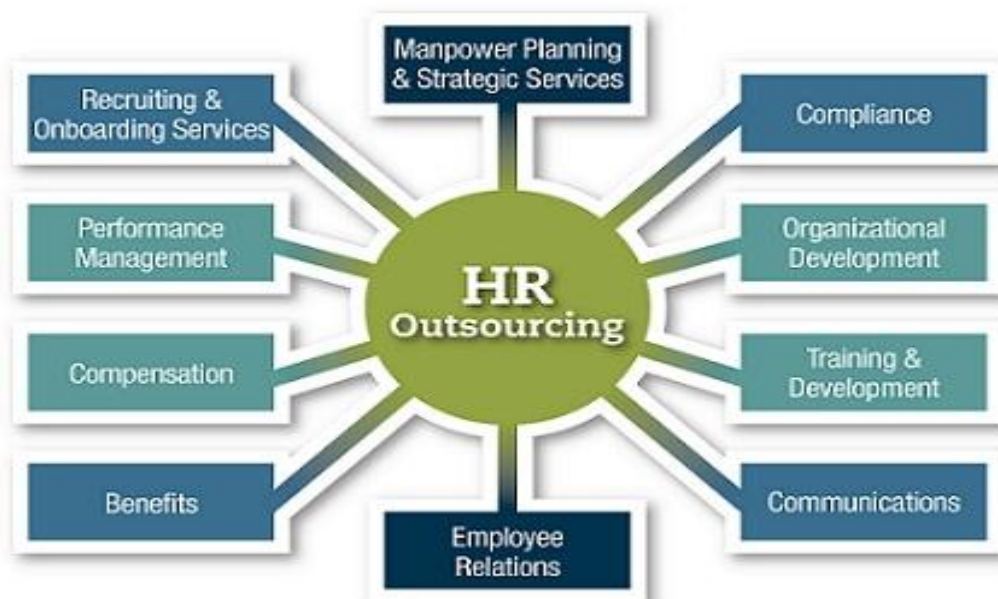 Manpower Planning
& Strategic Services
Recruiting &
Onboarding Services
Compliance
Performance
Management
Organizational
Development
HR
Outsourcing
Compensation
Training &
Development
Benefits
Communications
Employee
Relations